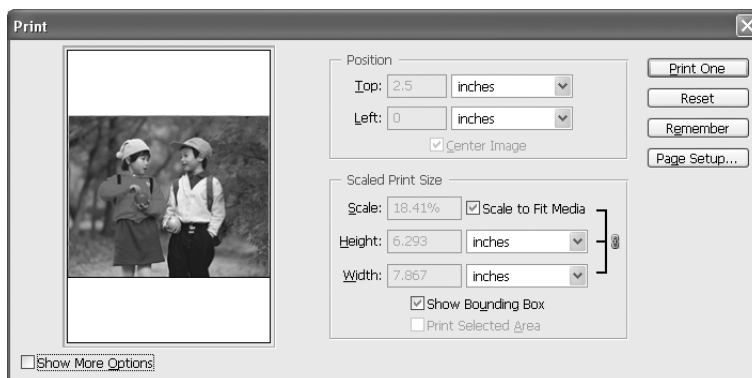 Print
Position
Top: 2.5 inches
Left: 0 inches
Center Image
Scaled Print Size
Scale: 18.41% Scale to Fit Media
Height: 6.293 inches
Width: 7.867 inches
Show Bounding Box
Print Selected Area
Print One
Reset
Remember
Page Setup...
Show More Options